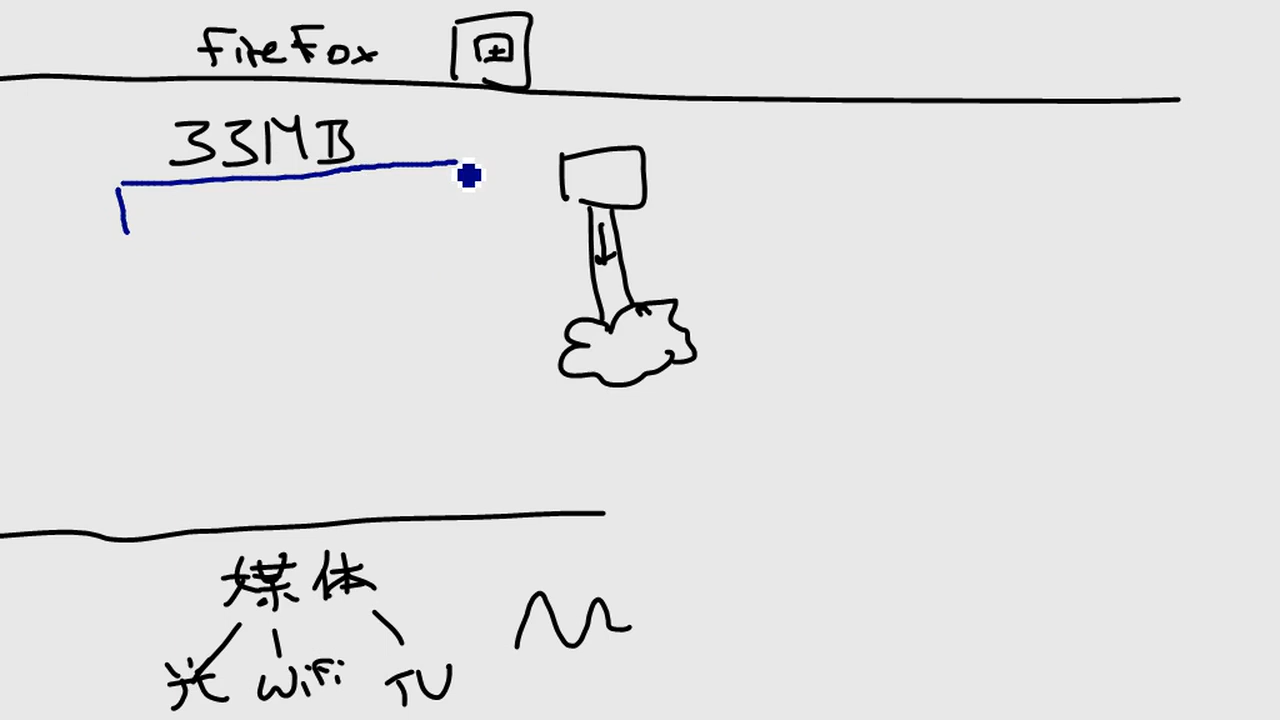 FireFox
33MB
媒体
光 WiFi TV